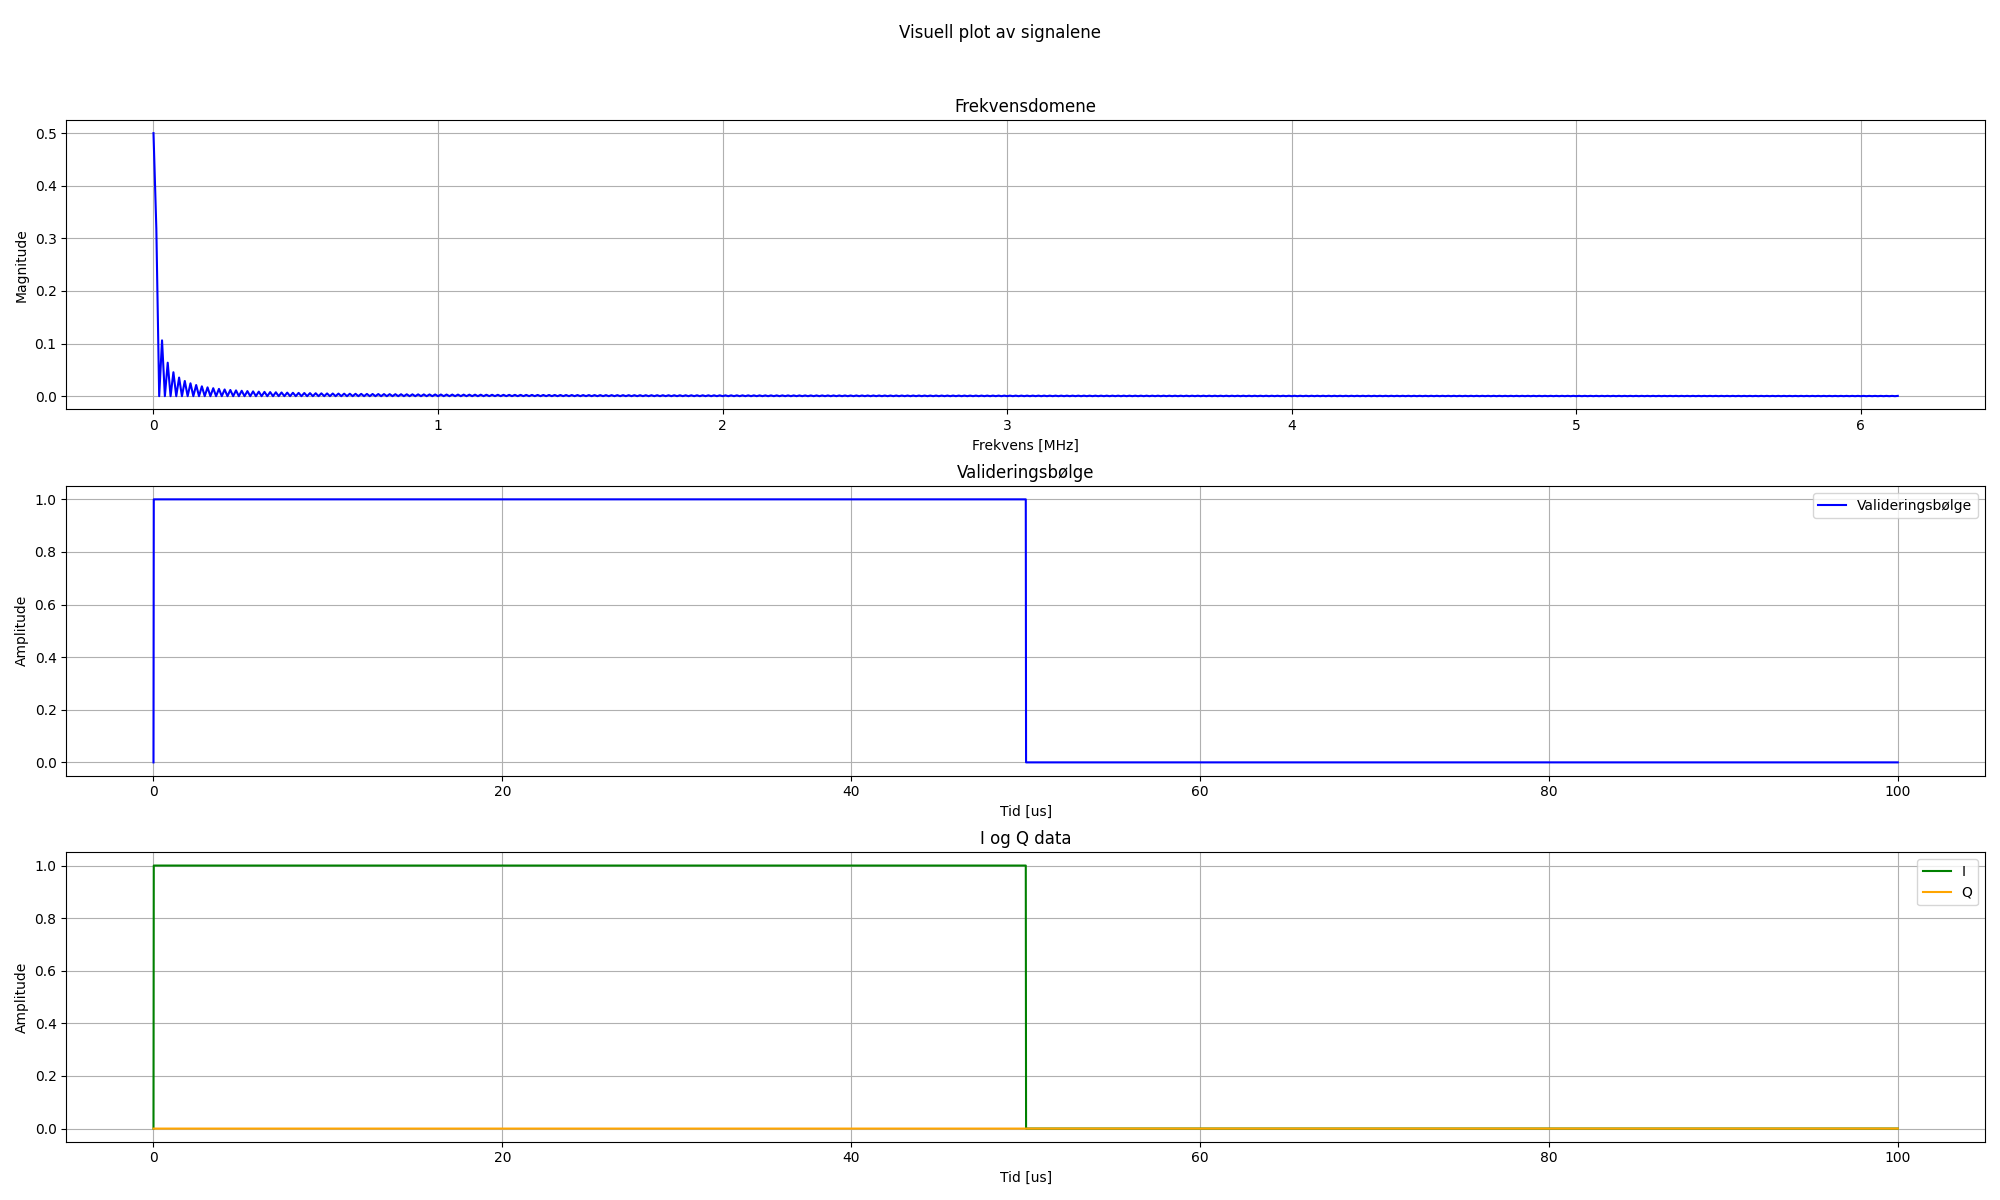 Visuell plot av signalene
Frekvensdomene
0.5
0.4
0.3
0.2
0.1
0.0
Magnitude
0 1 2 3 4 5 6
Frekvens [MHz]
Valideringsbølge
1.0
0.8
0.6
0.4
0.2
0.0
Amplitude
Valideringsbølge
0 20 40 60 80 100
Tid [us]
I og Q data
1.0
0.8
0.6
0.4
0.2
0.0
Amplitude
I
Q
0 20 40 60 80 100
Tid [us]